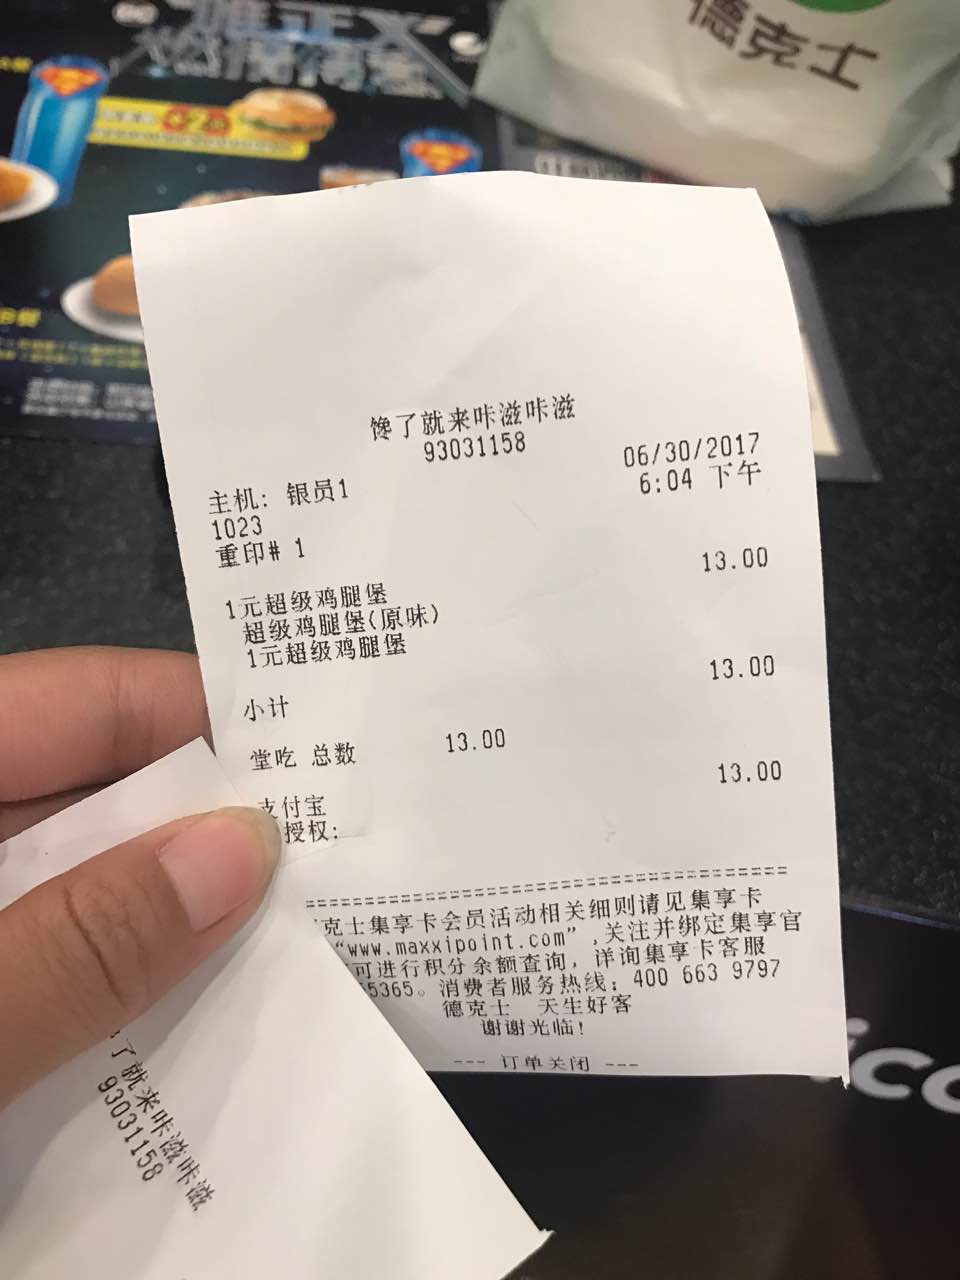 德克士
馋了就来咔滋咔滋
93031158
06/30/2017
主机: 银员1
6:04 下午
1023
重印# 1
13.00
1元超级鸡腿堡
超级鸡腿堡(原味)
1元超级鸡腿堡
13.00
小计
堂吃 总数 13.00
13.00
支付宝
授权:
克士集享卡会员活动相关细则请见集享卡
“www.maxxipoint.com”,关注并绑定集享官
可进行积分余额查询, 详询集享卡客服
5365。消费者服务热线: 400 663 9797
德克士 天生好客
谢谢光临!
--- 订单关闭 ---
了就来咔滋咔滋
93031158